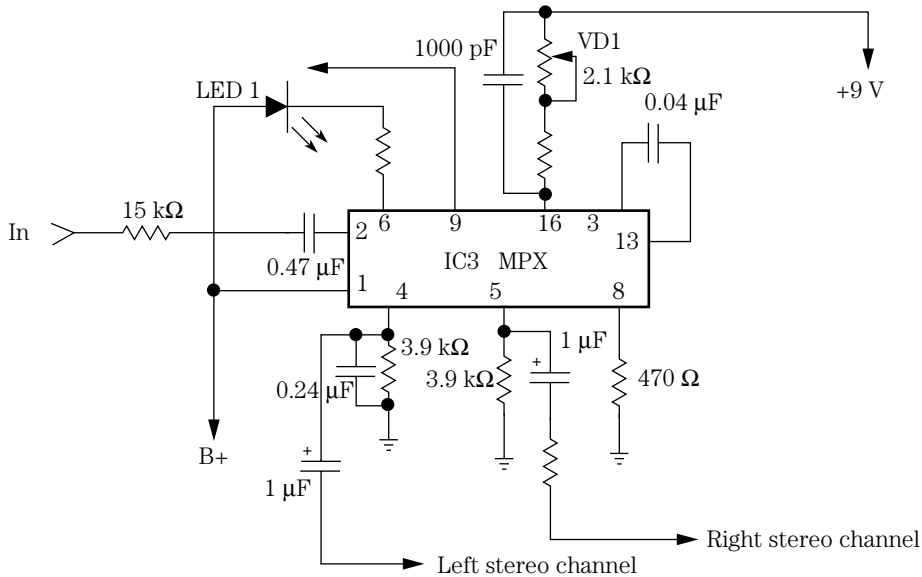 1000 pF
VD1
2.1 kΩ
+9 V
LED 1
0.04 µF
In
15 kΩ
0.47 µF
6
9
16
3
2
13
IC3 MPX
1
4
5
8
3.9 kΩ
0.24 µF
3.9 kΩ
+
1 µF
470 Ω
B+
+
1 µF
Right stereo channel
Left stereo channel